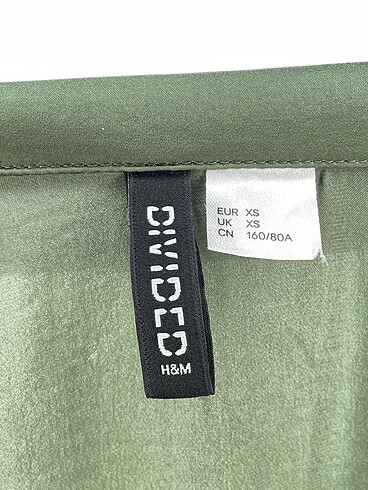 DIVIDED
H&M
EUR XS
UK XS
CN 160/80A